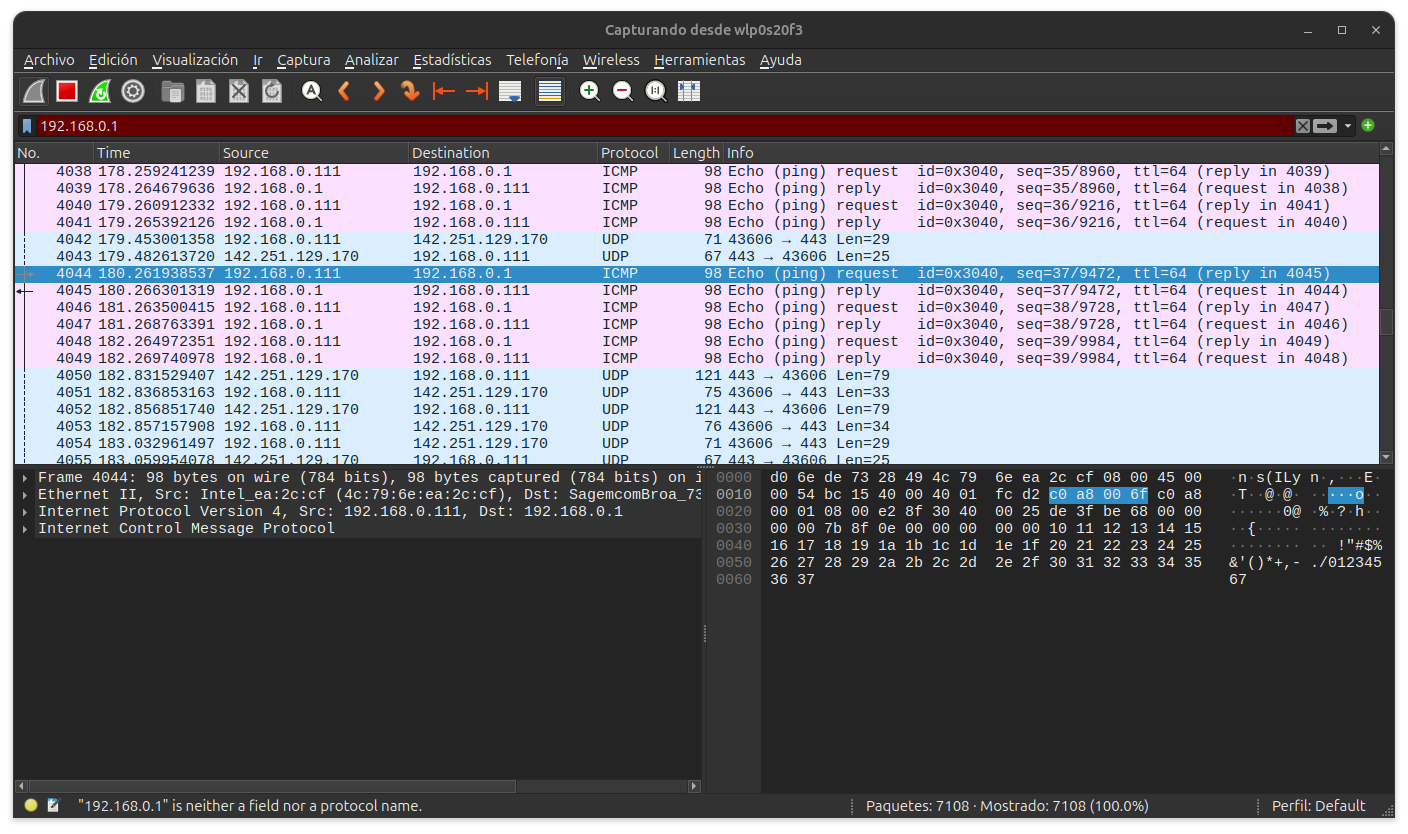 Capturando desde wlp0s20f3
Archivo Edición Visualización Ir Captura Analizar Estadísticas Telefonía Wireless Herramientas Ayuda
192.168.0.1
No. Time Source Destination Protocol Length Info
4038 178.259241239 192.168.0.111 192.168.0.1 ICMP 98 Echo (ping) request id=0x3040, seq=35/8960, ttl=64 (reply in 4039)
4039 178.264679636 192.168.0.1 192.168.0.111 ICMP 98 Echo (ping) reply id=0x3040, seq=35/8960, ttl=64 (request in 4038)
4040 179.260912332 192.168.0.111 192.168.0.1 ICMP 98 Echo (ping) request id=0x3040, seq=36/9216, ttl=64 (reply in 4041)
4041 179.265392126 192.168.0.1 192.168.0.111 ICMP 98 Echo (ping) reply id=0x3040, seq=36/9216, ttl=64 (request in 4040)
4042 179.453001358 192.168.0.111 142.251.129.170 UDP 71 43606 → 443 Len=29
4043 179.482613720 142.251.129.170 192.168.0.111 UDP 67 443 → 43606 Len=25
4044 180.261938537 192.168.0.111 192.168.0.1 ICMP 98 Echo (ping) request id=0x3040, seq=37/9472, ttl=64 (reply in 4045)
4045 180.266301319 192.168.0.1 192.168.0.111 ICMP 98 Echo (ping) reply id=0x3040, seq=37/9472, ttl=64 (request in 4044)
4046 181.263500415 192.168.0.111 192.168.0.1 ICMP 98 Echo (ping) request id=0x3040, seq=38/9728, ttl=64 (reply in 4047)
4047 181.268763391 192.168.0.1 192.168.0.111 ICMP 98 Echo (ping) reply id=0x3040, seq=38/9728, ttl=64 (request in 4046)
4048 182.264972351 192.168.0.111 192.168.0.1 ICMP 98 Echo (ping) request id=0x3040, seq=39/9984, ttl=64 (reply in 4049)
4049 182.269740978 192.168.0.1 192.168.0.111 ICMP 98 Echo (ping) reply id=0x3040, seq=39/9984, ttl=64 (request in 4048)
4050 182.831529407 142.251.129.170 192.168.0.111 UDP 121 443 → 43606 Len=79
4051 182.836853163 192.168.0.111 142.251.129.170 UDP 75 43606 → 443 Len=33
4052 182.856851740 142.251.129.170 192.168.0.111 UDP 121 443 → 43606 Len=79
4053 182.857157908 192.168.0.111 142.251.129.170 UDP 76 43606 → 443 Len=34
4054 183.032961497 192.168.0.111 142.251.129.170 UDP 71 43606 → 443 Len=29
4055 183.059954078 142.251.129.170 192.168.0.111 UDP 67 443 → 43606 Len=25
Frame 4044: 98 bytes on wire (784 bits), 98 bytes captured (784 bits) on i
Ethernet II, Src: Intel_ea:2c:cf (4c:79:6e:ea:2c:cf), Dst: SagemcomBroa_73
Internet Protocol Version 4, Src: 192.168.0.111, Dst: 192.168.0.1
Internet Control Message Protocol
0000 d0 6e de 73 28 49 4c 79 6e ea 2c cf 08 00 45 00 ·n·s(ILy n·,···E·
0010 00 54 bc 15 40 00 40 01 fc d2 c0 a8 00 6f c0 a8 ·T··@·@· ·····o··
0020 00 01 08 00 e2 8f 30 40 00 25 de 3f be 68 00 00 ······0@ ·%·?·h··
0030 00 00 7b 8f 0e 00 00 00 00 00 10 11 12 13 14 15 ··{····· ········
0040 16 17 18 19 1a 1b 1c 1d 1e 1f 20 21 22 23 24 25 ········ ·· !"#$%
0050 26 27 28 29 2a 2b 2c 2d 2e 2f 30 31 32 33 34 35 &'()*+,- ./012345
0060 36 37 67
"192.168.0.1" is neither a field nor a protocol name.
Paquetes: 7108 · Mostrado: 7108 (100.0%)
Perfil: Default